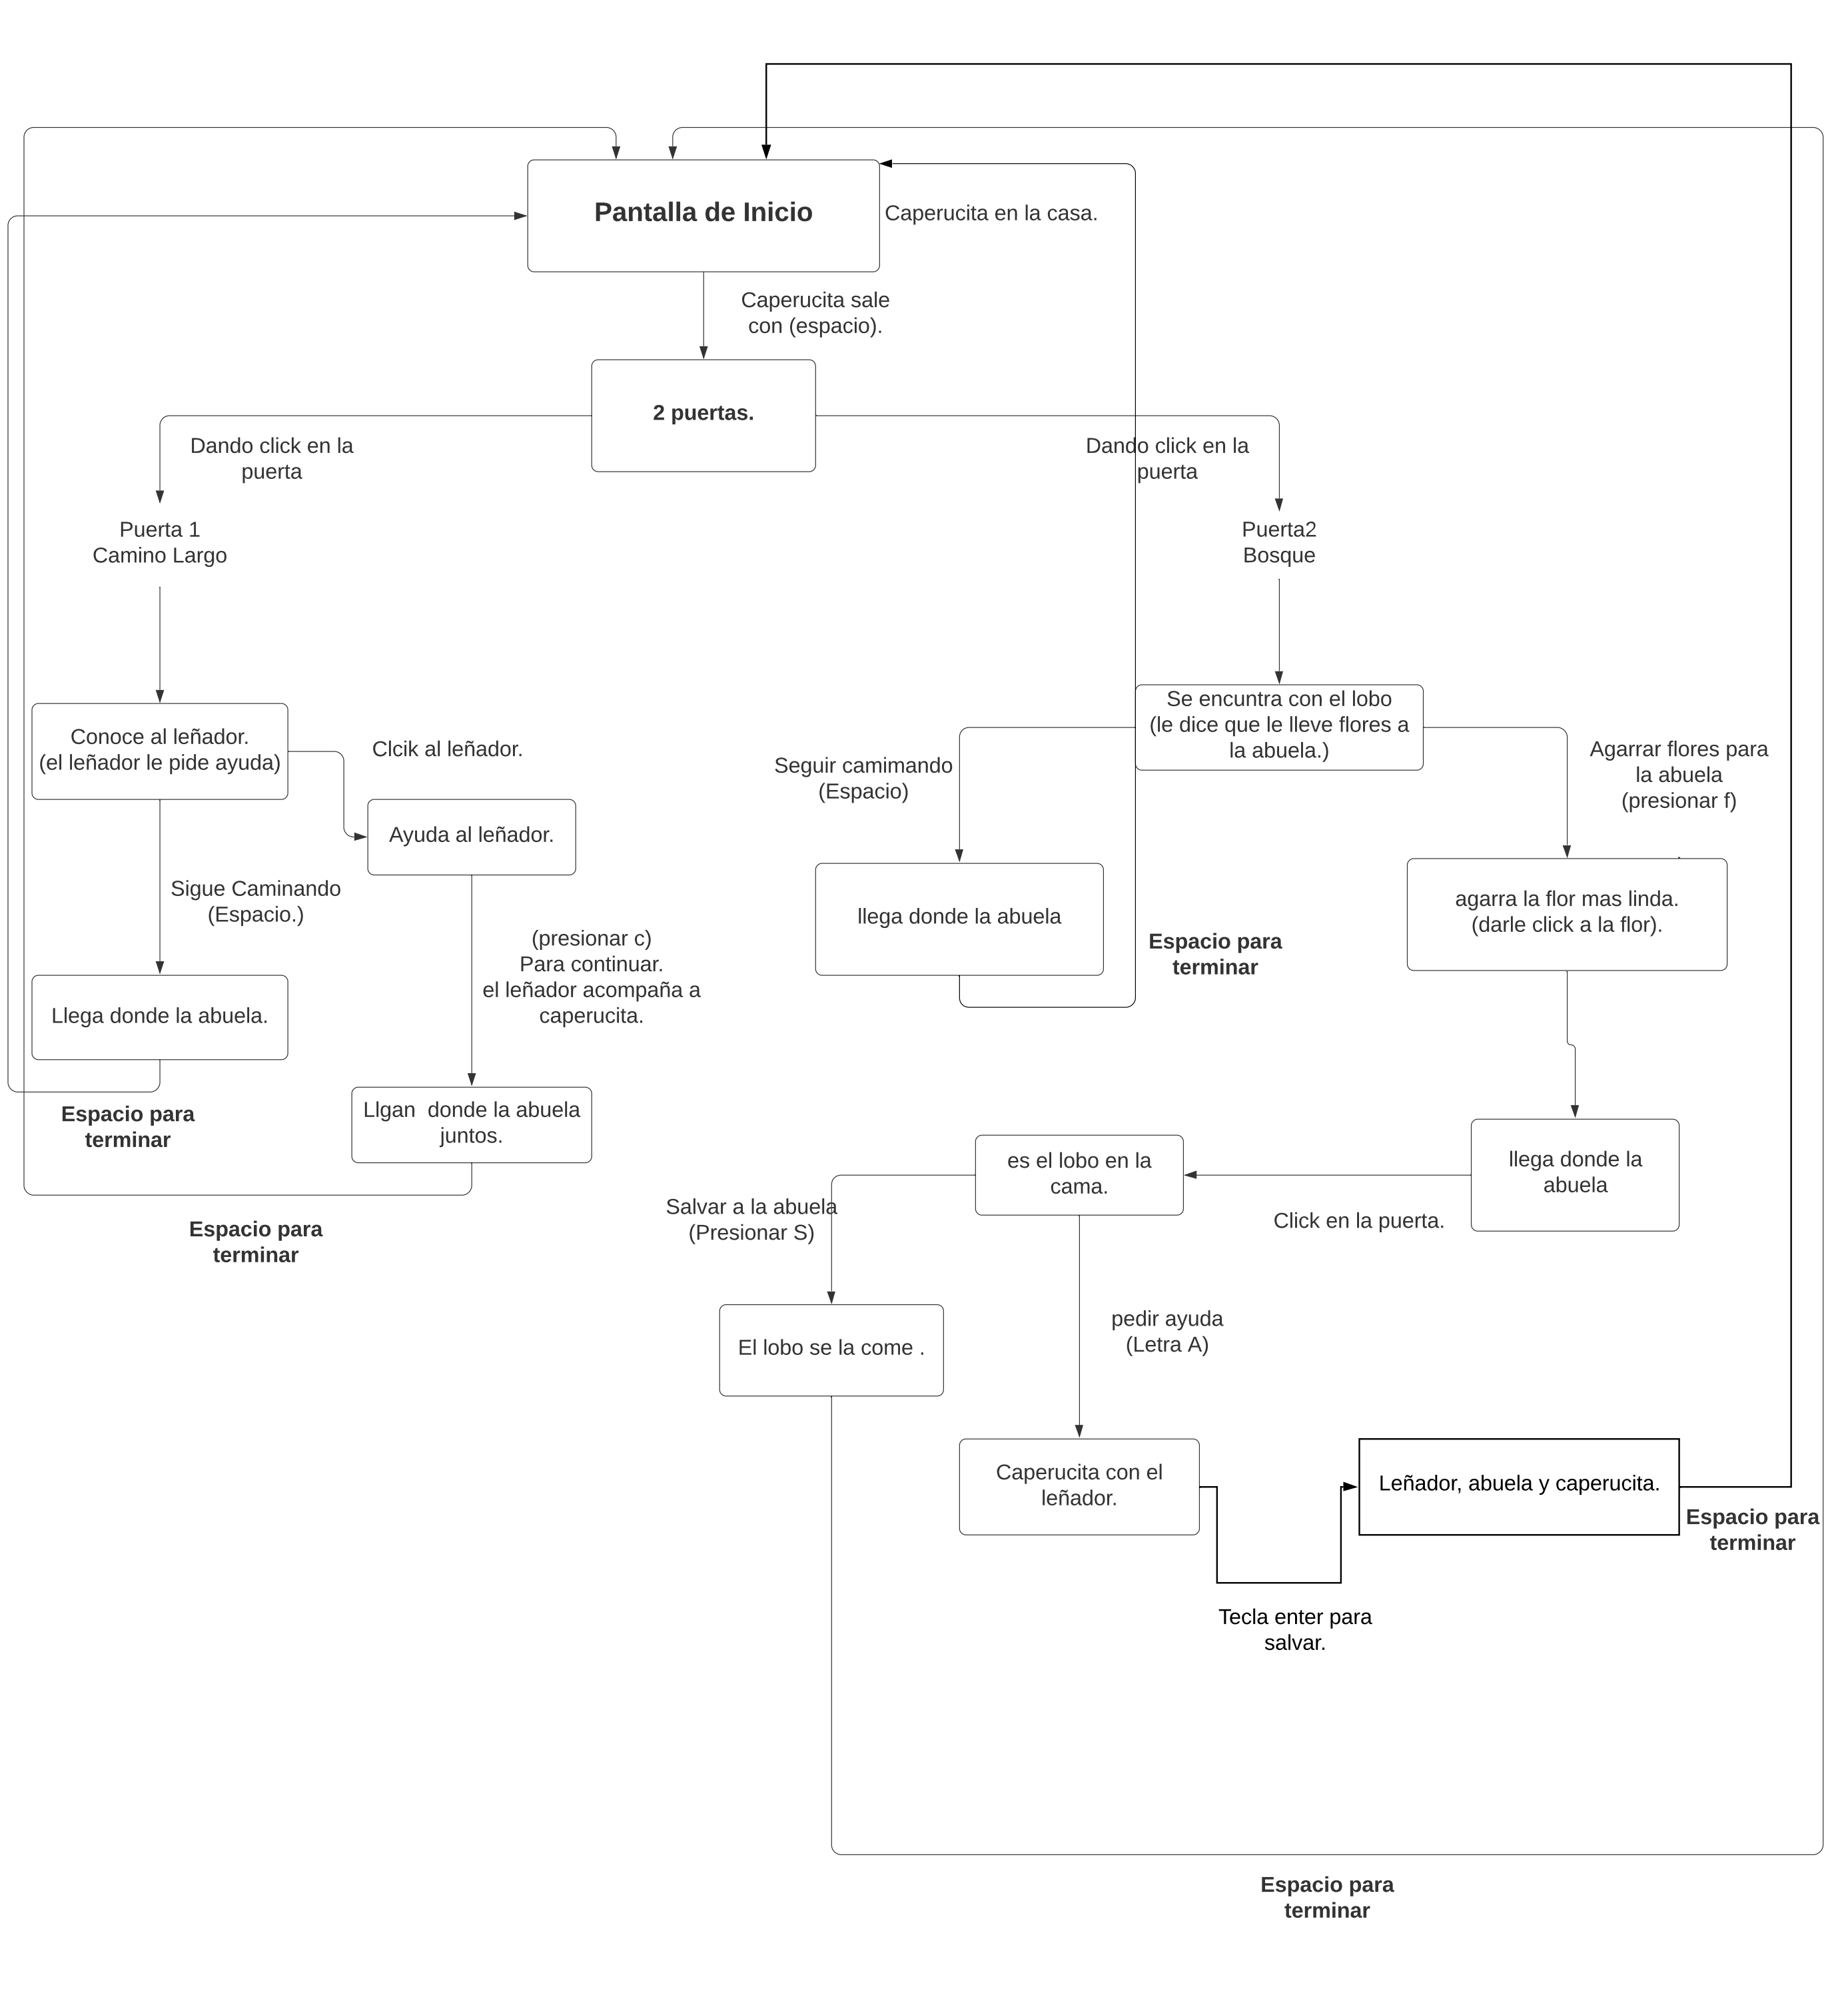 Pantalla de Inicio
Caperucita en la casa.
Caperucita sale
con (espacio).
2 puertas.
Dando click en la
puerta
Dando click en la
puerta
Puerta 1
Camino Largo
Puerta2
Bosque
Conoce al leñador.
(el leñador le pide ayuda)
Clcik al leñador.
Ayuda al leñador.
Sigue Caminando
(Espacio.)
(presionar c)
Para continuar.
el leñador acompaña a
caperucita.
Llega donde la abuela.
Espacio para
terminar
Llgan  donde la abuela
juntos.
Espacio para
terminar
Se encuntra con el lobo
(le dice que le lleve flores a
la abuela.)
Seguir camimando
(Espacio)
Agarrar flores para
la abuela
(presionar f)
llega donde la abuela
Espacio para
terminar
agarra la flor mas linda.
(darle click a la flor).
llega donde la
abuela
Click en la puerta.
es el lobo en la
cama.
Salvar a la abuela
(Presionar S)
El lobo se la come .
pedir ayuda
(Letra A)
Caperucita con el
leñador.
Leñador, abuela y caperucita.
Espacio para
terminar
Tecla enter para
salvar.
Espacio para
terminar